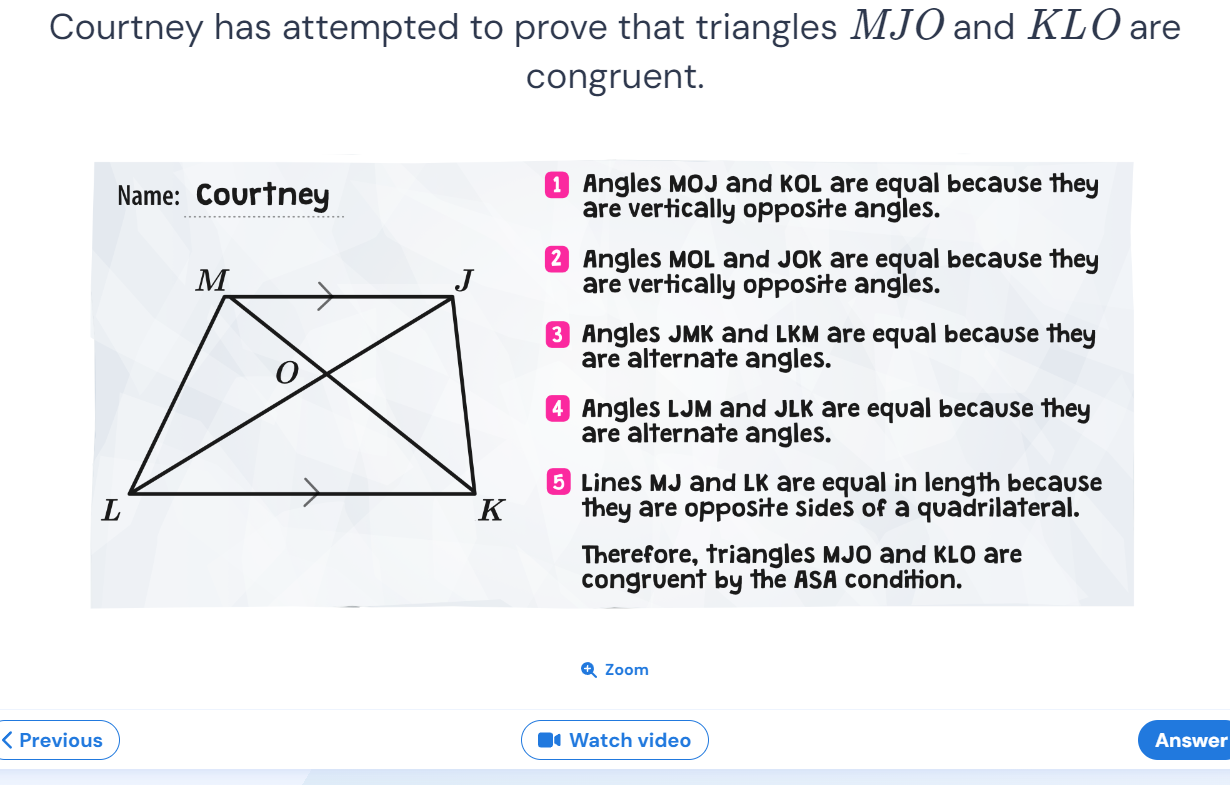 Courtney has attempted to prove that triangles MJO and KLO are
congruent.
Name: Courtney
M
J
O
L
K
1 Angles MOJ and KOL are equal because they
are vertically opposite angles.
2 Angles MOL and JOK are equal because they
are vertically opposite angles.
3 Angles JMK and LKM are equal because they
are alternate angles.
4 Angles LJM and JLK are equal because they
are alternate angles.
5 Lines MJ and LK are equal in length because
they are opposite sides of a quadrilateral.
Therefore, triangles MJO and KLO are
congruent by the ASA condition.
Zoom
Previous
Watch video
Answer